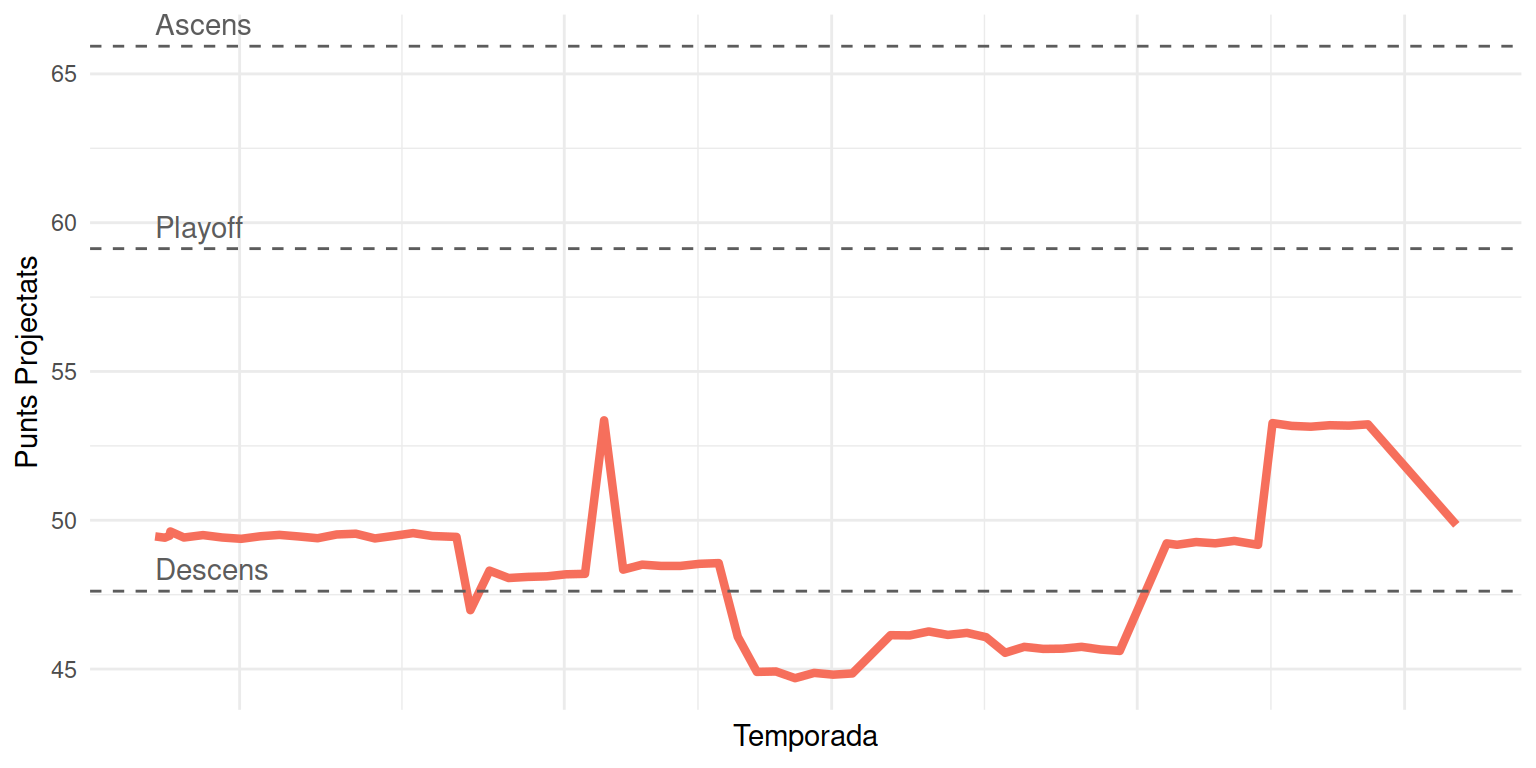 Ascens
65
60
Playoff
Punts Projectats
55
50
Descens
45
Temporada